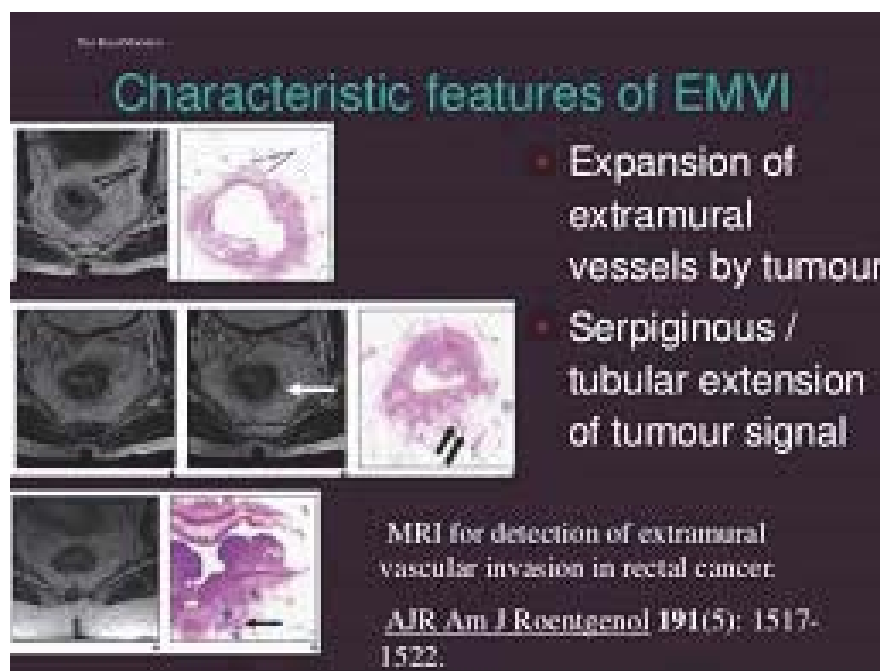 Characteristic features of EMVI
Expansion of
extramural
vessels by tumour
Serpiginous /
tubular extension
of tumour signal
MRI for detection of extramural
vascular invasion in rectal cancer.
AJR Am J Roentgenol 191(5): 1517-
1522.